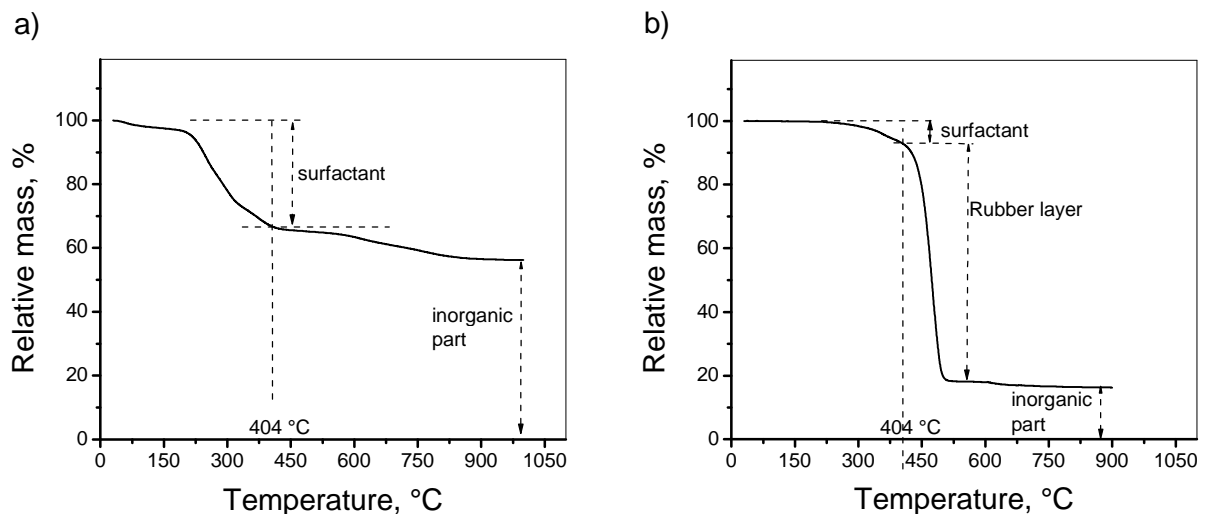 a)
Relative mass, %
100
80
60
40
20
0
surfactant
inorganic
part
404 °C
0 150 300 450 600 750 900 1050
Temperature, °C
b)
Relative mass, %
100
80
60
40
20
0
surfactant
Rubber layer
inorganic
part
404 °C
0 150 300 450 600 750 900 1050
Temperature, °C